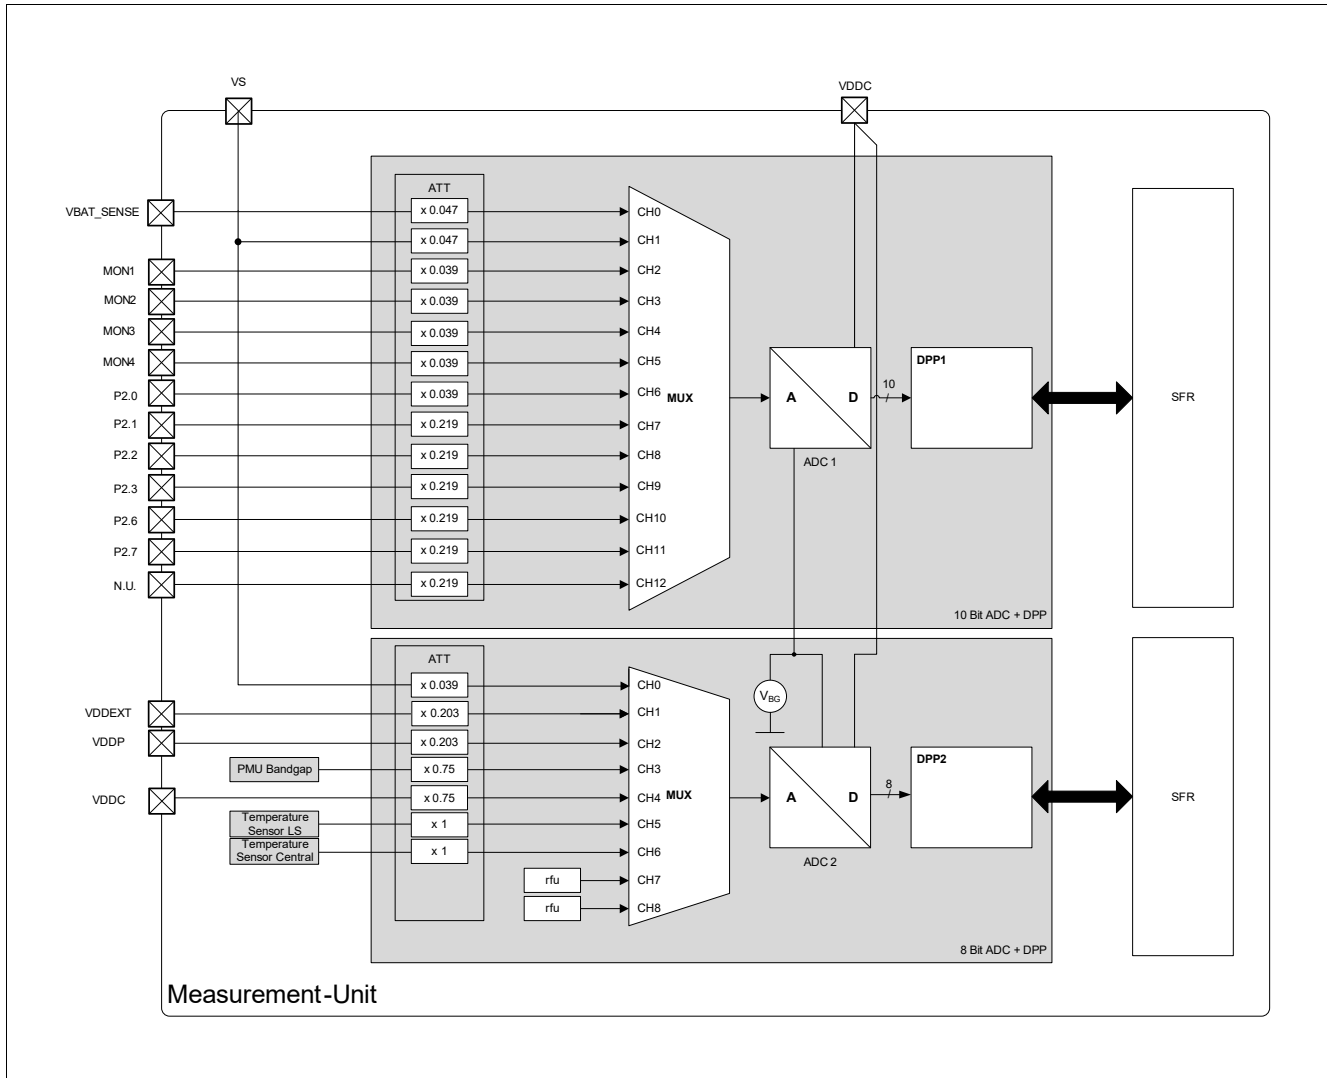 VS
VDDC
ATT
VBAT_SENSE
x 0.047
CH0
x 0.047
CH1
MON1
x 0.039
CH2
MON2
x 0.039
CH3
MON3
x 0.039
CH4
MON4
x 0.039
CH5
P2.0
x 0.039
CH6
MUX
P2.1
x 0.219
CH7
P2.2
x 0.219
CH8
P2.3
x 0.219
CH9
P2.6
x 0.219
CH10
P2.7
x 0.219
CH11
N.U.
x 0.219
CH12
A
D
ADC 1
10
DPP1
SFR
10 Bit ADC + DPP
ATT
x 0.039
CH0
VDDEXT
x 0.203
CH1
VDDP
x 0.203
CH2
PMU Bandgap
x 0.75
CH3
VDDC
x 0.75
CH4
MUX
Temperature
Sensor LS
x 1
CH5
Temperature
Sensor Central
x 1
CH6
rfu
CH7
rfu
CH8
VBG
A
D
ADC 2
8
DPP2
SFR
8 Bit ADC + DPP
Measurement-Unit